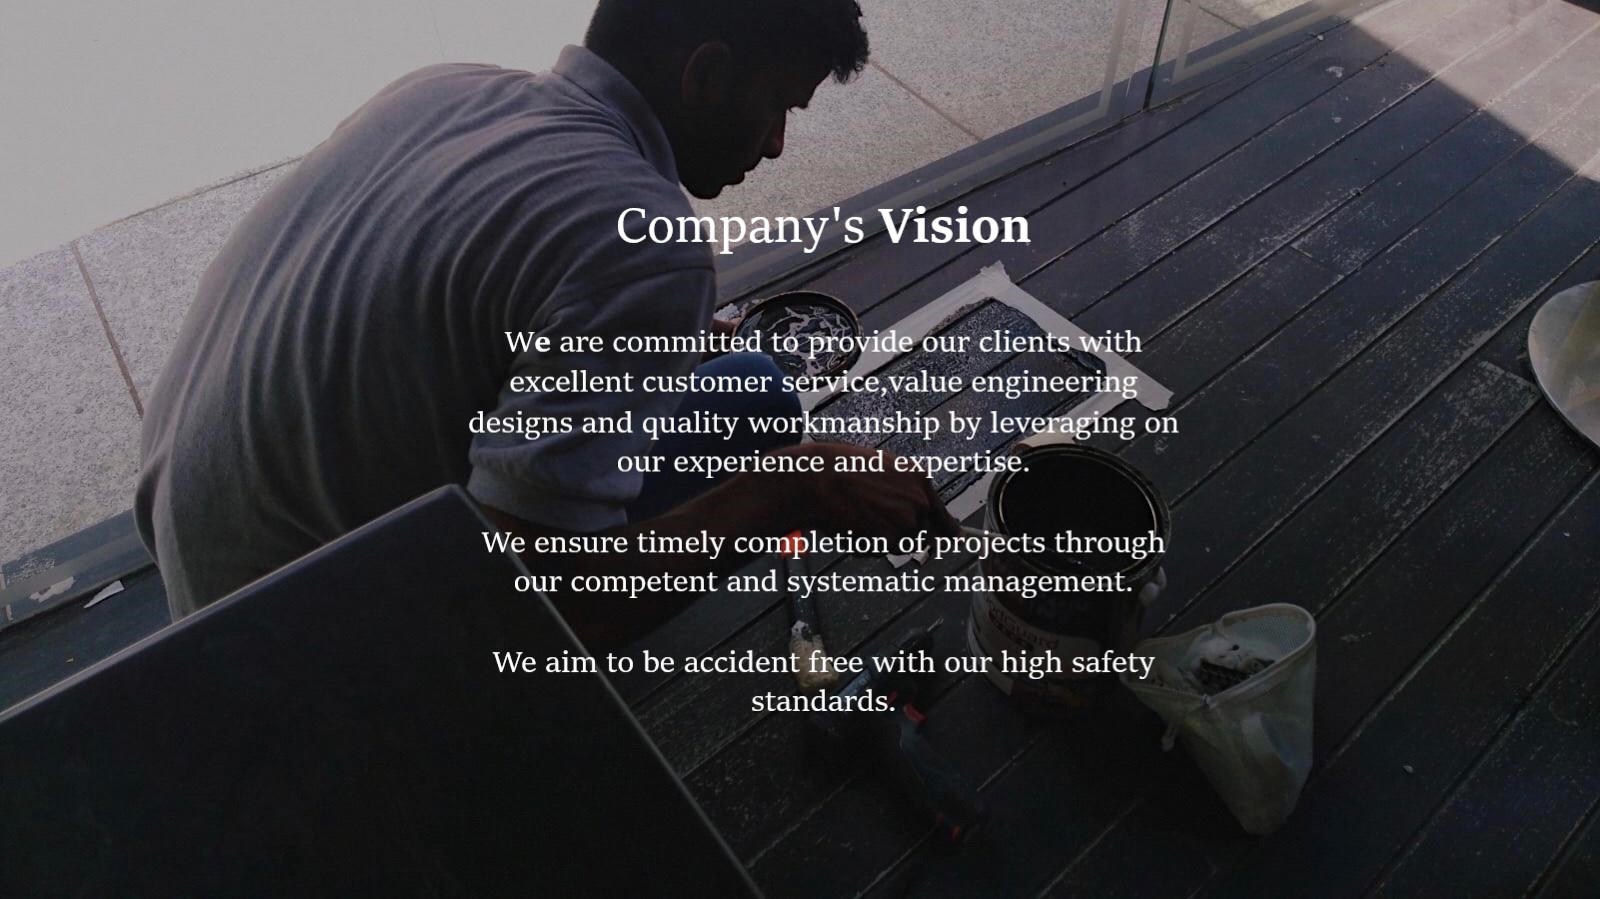 Company's Vision
We are committed to provide our clients with
excellent customer service,value engineering
designs and quality workmanship by leveraging on
our experience and expertise.
We ensure timely completion of projects through
our competent and systematic management.
We aim to be accident free with our high safety
standards.